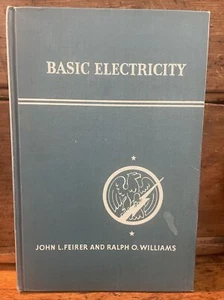 BASIC ELECTRICITY
JOHN L. FEIRER AND RALPH O. WILLIAMS